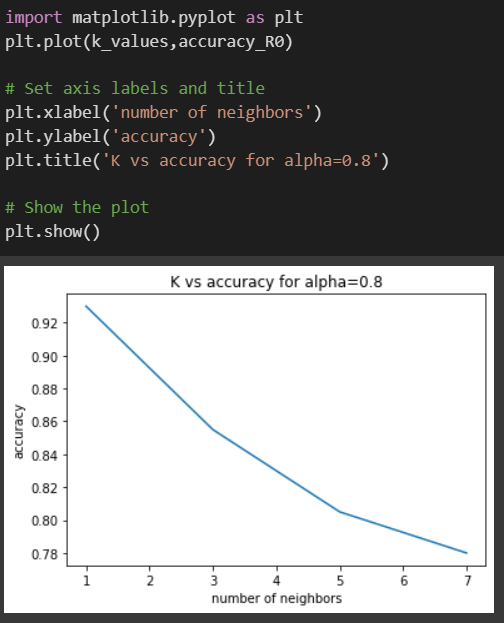 import matplotlib.pyplot as plt
plt.plot(k_values,accuracy_R0)
# Set axis labels and title
plt.xlabel('number of neighbors')
plt.ylabel('accuracy')
plt.title('K vs accuracy for alpha=0.8')
# Show the plot
plt.show()
K vs accuracy for alpha=0.8
accuracy
0.92
0.90
0.88
0.86
0.84
0.82
0.80
0.78
1 2 3 4 5 6 7
number of neighbors